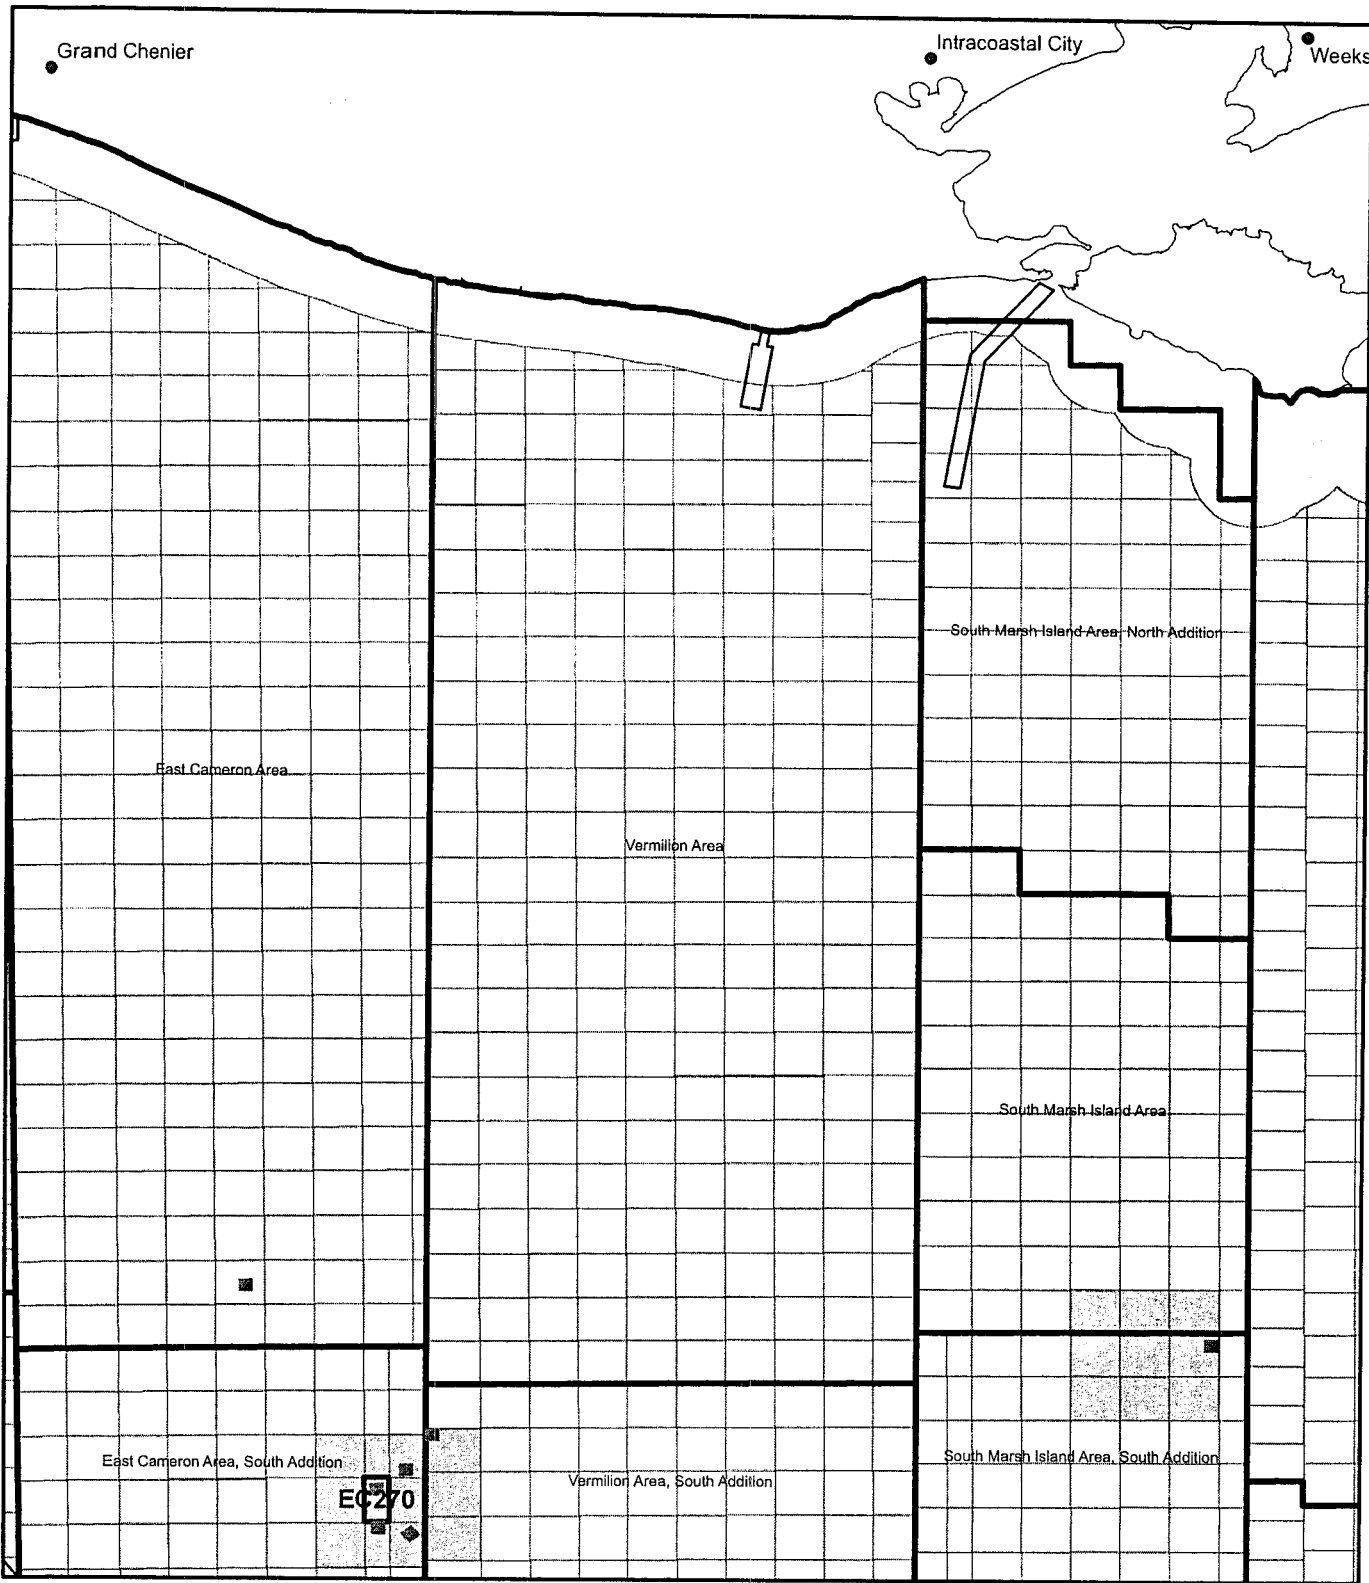 Grand Chenier
Intracoastal City
Weeks
South Marsh Island Area, North Addition
East Cameron Area
Vermilion Area
South Marsh Island Area
East Cameron Area, South Addition
Vermilion Area, South Addition
South Marsh Island Area, South Addition
EC270